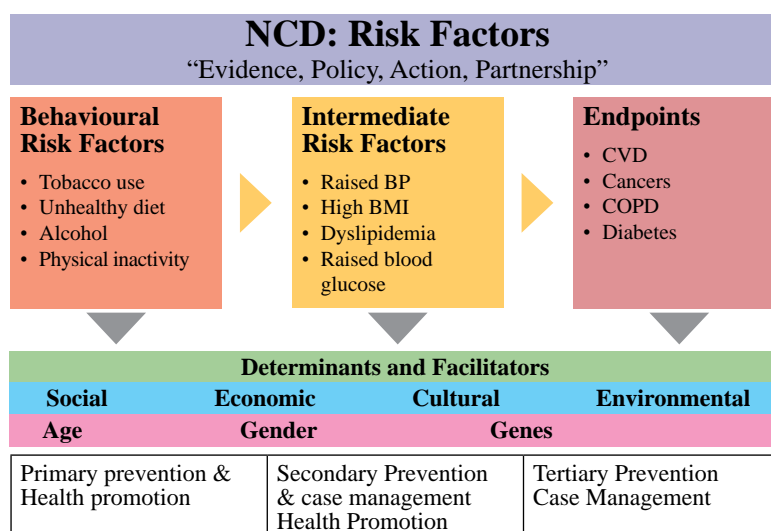 NCD: Risk Factors
“Evidence, Policy, Action, Partnership”
Behavioural
Risk Factors
• Tobacco use
• Unhealthy diet
• Alcohol
• Physical inactivity
Intermediate
Risk Factors
• Raised BP
• High BMI
• Dyslipidemia
• Raised blood
glucose
Endpoints
• CVD
• Cancers
• COPD
• Diabetes
Determinants and Facilitators
Social Economic Cultural Environmental
Age Gender Genes
Primary prevention &
Health promotion
Secondary Prevention
& case management
Health Promotion
Tertiary Prevention
Case Management